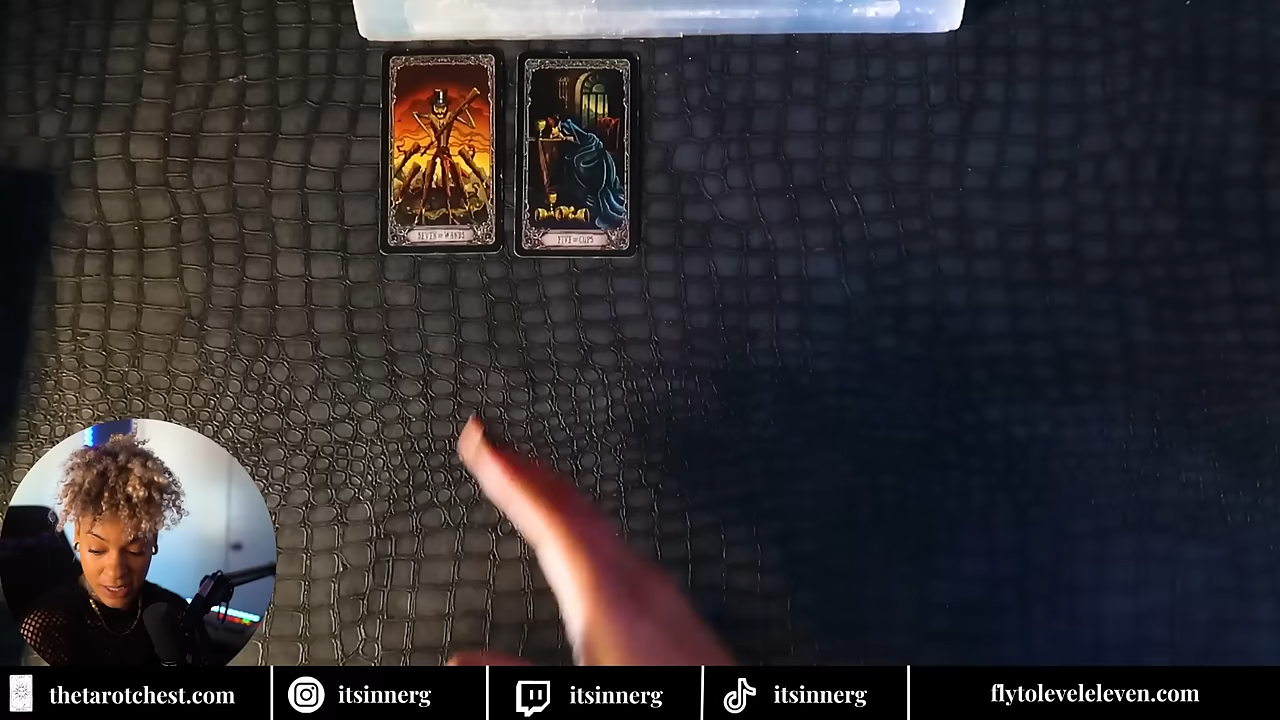 SEVEN OF WANDS
FIVE OF CUPS
thetarotchest.com
itsinnerg
itsinnerg
itsinnerg
flytoleveleleven.com